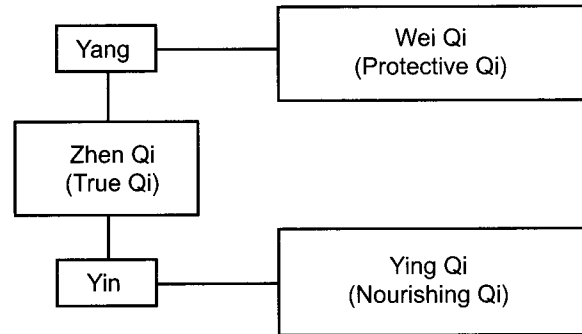 Yang
Wei Qi
(Protective Qi)
Zhen Qi
(True Qi)
Yin
Ying Qi
(Nourishing Qi)